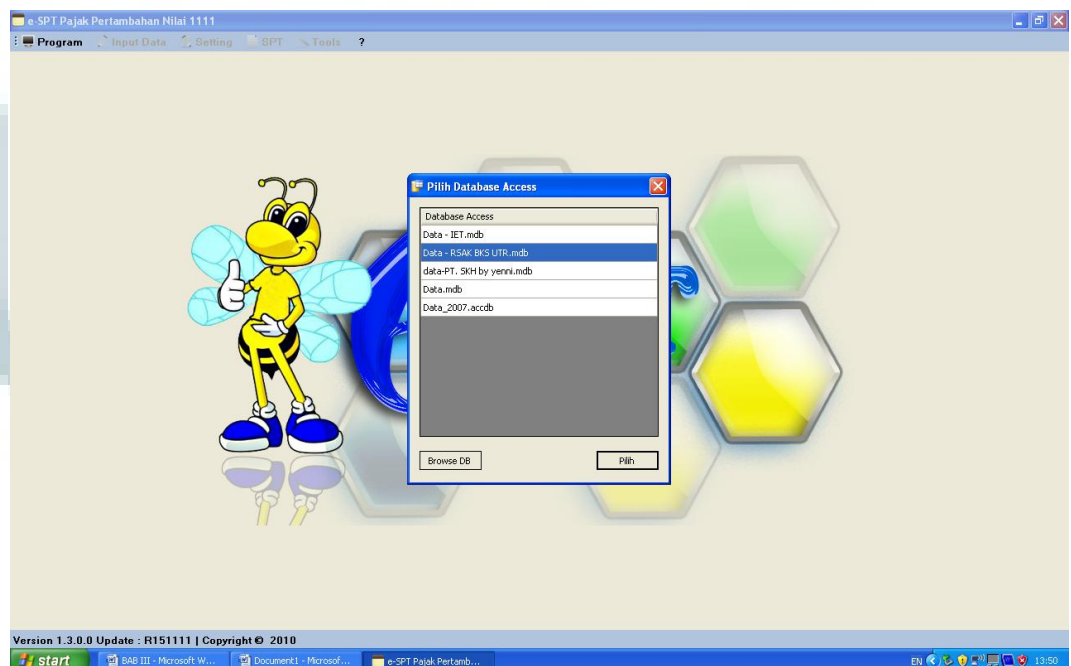 e-SPT Pajak Pertambahan Nilai 1111
Program Input Data Setting SPT Tools ?
Pilih Database Access
Database Access
Data - IET.mdb
Data - RSAK BKS UTR.mdb
data-PT. SKH by yenni.mdb
Data.mdb
Data_2007.accdb
Browse DB Pilih
Version 1.3.0.0 Update : R151111 | Copyright © 2010
start BAB III - Microsoft W... Document1 - Microsof... e-SPT Pajak Pertamb... EN 13:50